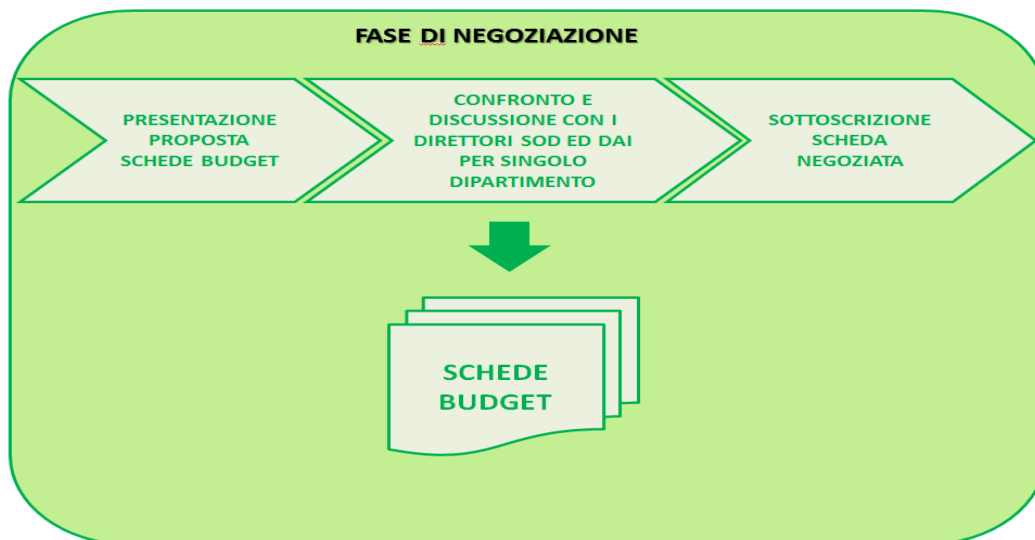 FASE DI NEGOZIAZIONE
PRESENTAZIONE
PROPOSTA
SCHEDE BUDGET
CONFRONTO E
DISCUSSIONE CON I
DIRETTORI SOD ED DAI
PER SINGOLO
DIPARTIMENTO
SOTTOSCRIZIONE
SCHEDA
NEGOZIATA
SCHEDE
BUDGET